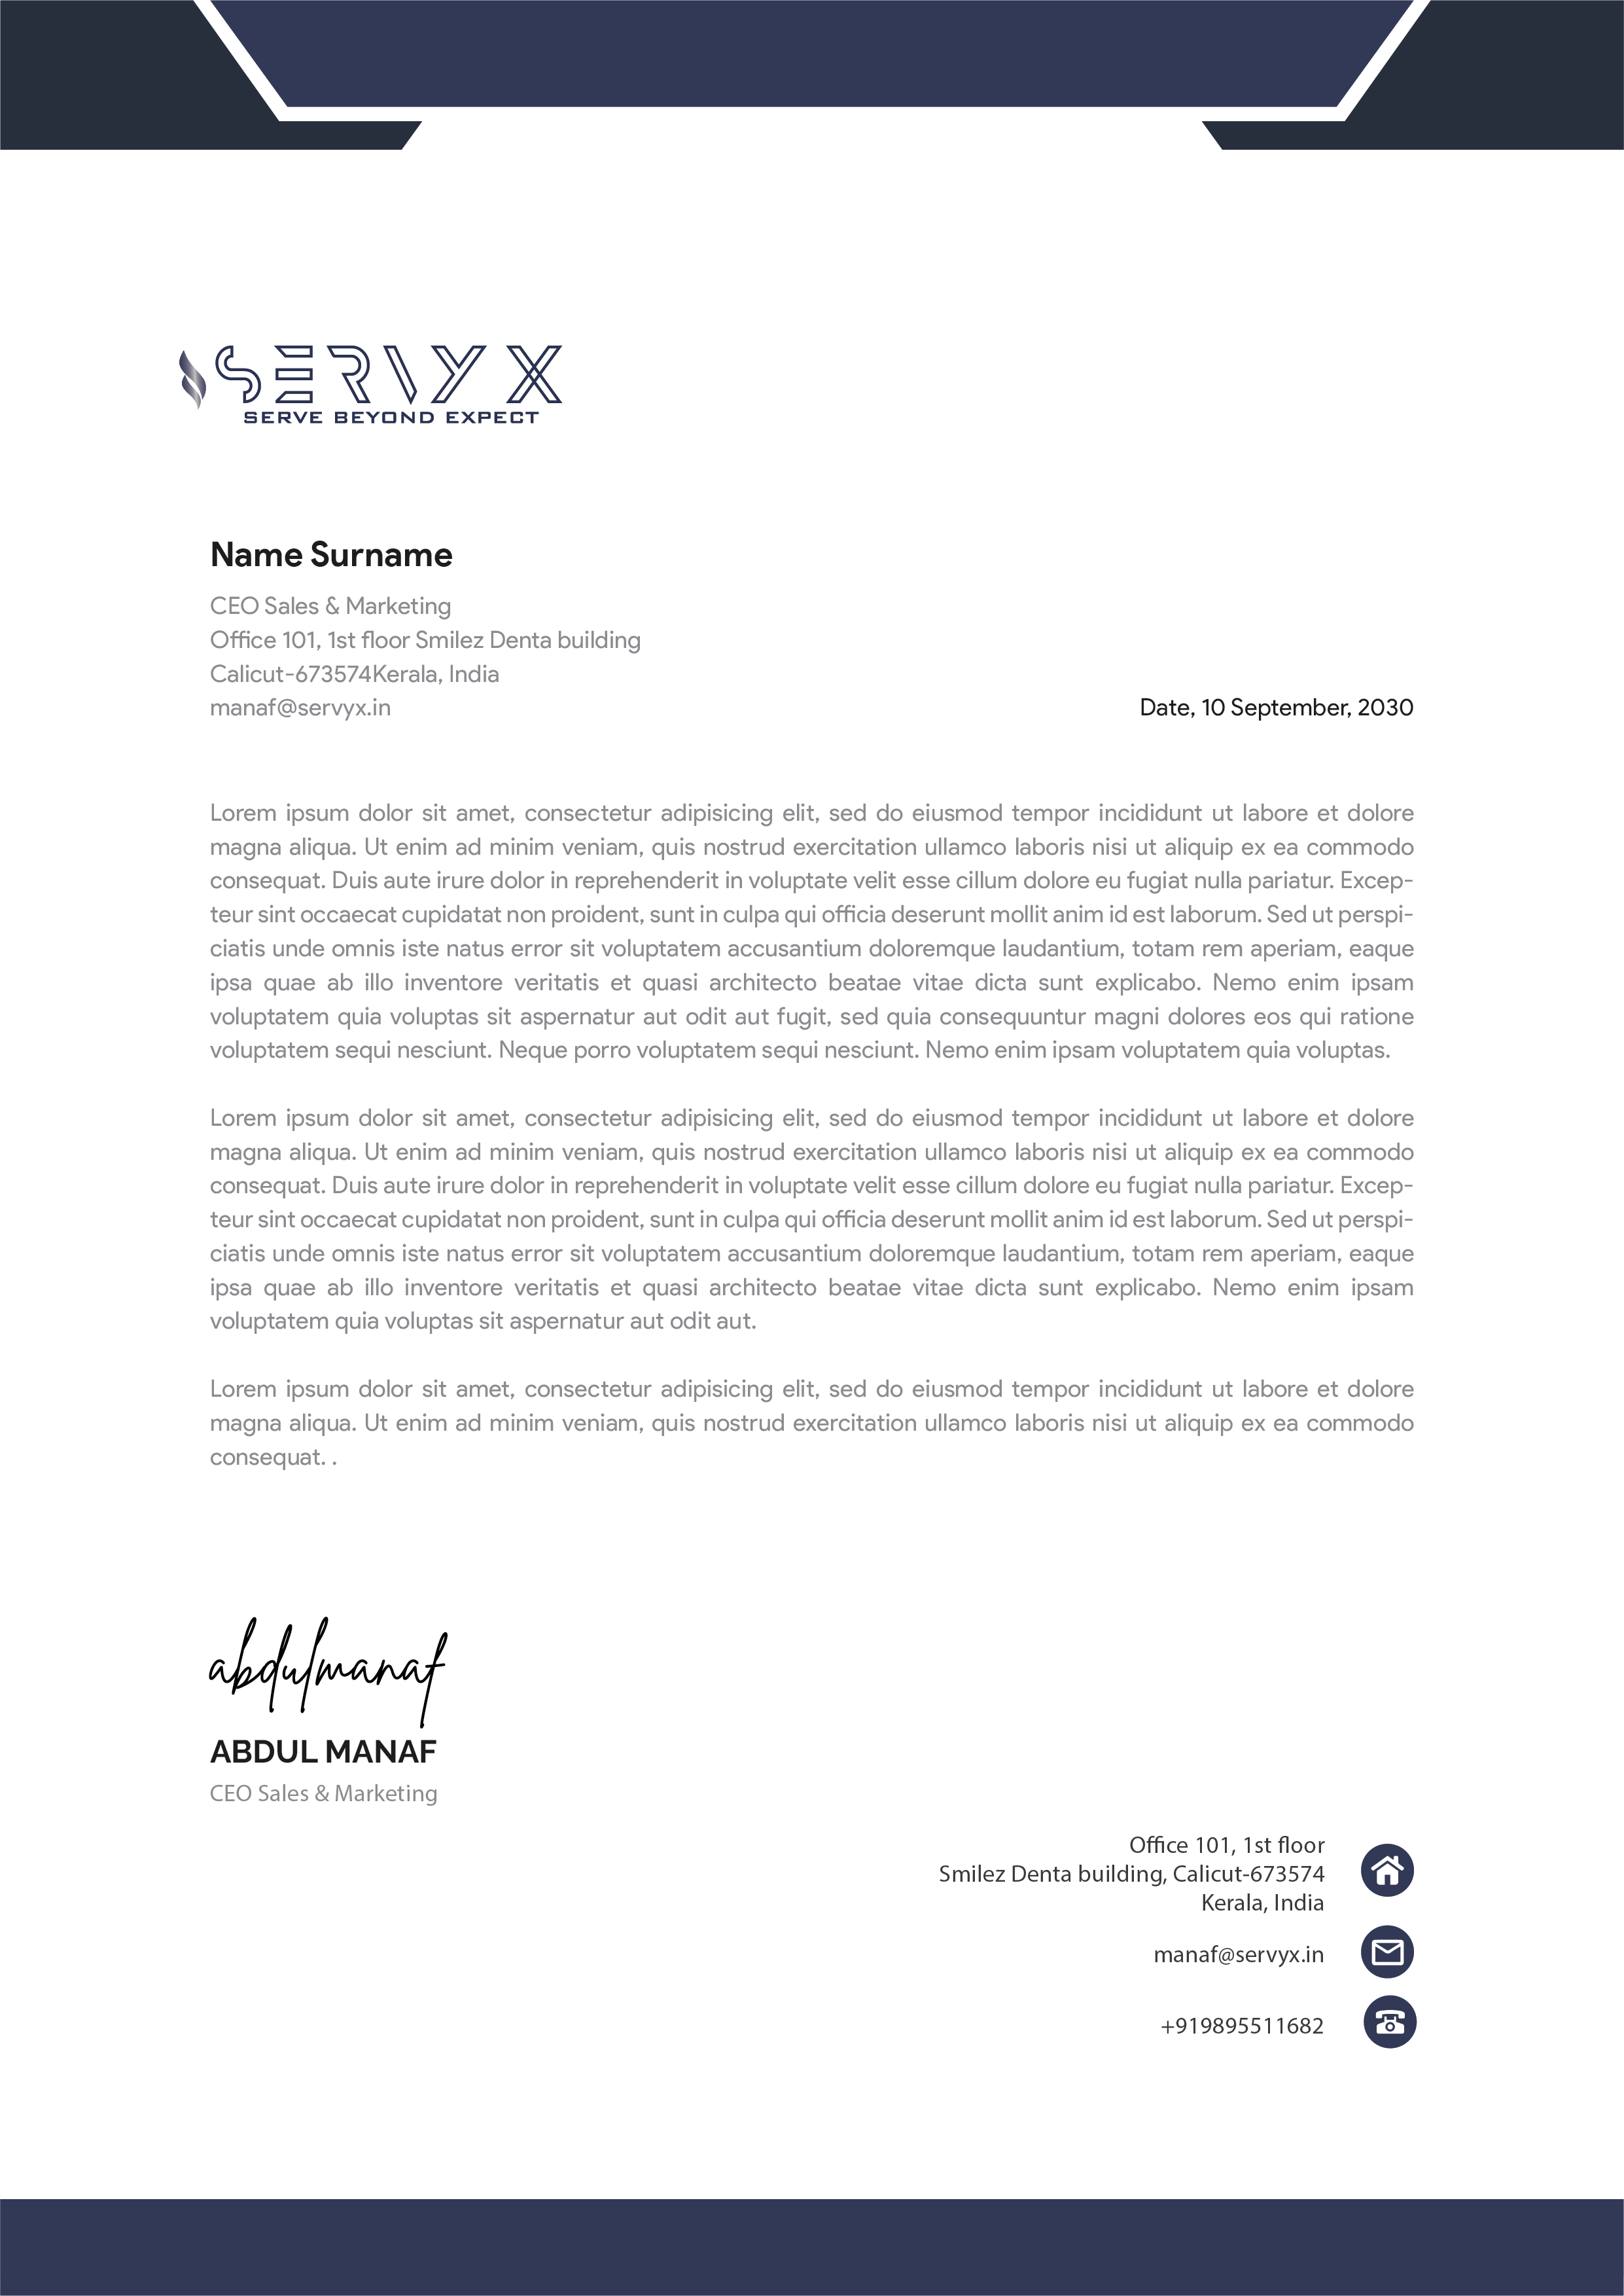 SERVYX
SERVE BEYOND EXPECT
Name Surname
CEO Sales & Marketing
Office 101, 1st floor Smilez Denta building
Calicut-673574Kerala, India
manaf@servyx.in
Date, 10 September, 2030
Lorem ipsum dolor sit amet, consectetur adipisicing elit, sed do eiusmod tempor incididunt ut labore et dolore
magna aliqua. Ut enim ad minim veniam, quis nostrud exercitation ullamco laboris nisi ut aliquip ex ea commodo
consequat. Duis aute irure dolor in reprehenderit in voluptate velit esse cillum dolore eu fugiat nulla pariatur. Excep-
teur sint occaecat cupidatat non proident, sunt in culpa qui officia deserunt mollit anim id est laborum. Sed ut perspi-
ciatis unde omnis iste natus error sit voluptatem accusantium doloremque laudantium, totam rem aperiam, eaque
ipsa quae ab illo inventore veritatis et quasi architecto beatae vitae dicta sunt explicabo. Nemo enim ipsam
voluptatem quia voluptas sit aspernatur aut odit aut fugit, sed quia consequuntur magni dolores eos qui ratione
voluptatem sequi nesciunt. Neque porro voluptatem sequi nesciunt. Nemo enim ipsam voluptatem quia voluptas.
Lorem ipsum dolor sit amet, consectetur adipisicing elit, sed do eiusmod tempor incididunt ut labore et dolore
magna aliqua. Ut enim ad minim veniam, quis nostrud exercitation ullamco laboris nisi ut aliquip ex ea commodo
consequat. Duis aute irure dolor in reprehenderit in voluptate velit esse cillum dolore eu fugiat nulla pariatur. Excep-
teur sint occaecat cupidatat non proident, sunt in culpa qui officia deserunt mollit anim id est laborum. Sed ut perspi-
ciatis unde omnis iste natus error sit voluptatem accusantium doloremque laudantium, totam rem aperiam, eaque
ipsa quae ab illo inventore veritatis et quasi architecto beatae vitae dicta sunt explicabo. Nemo enim ipsam
voluptatem quia voluptas sit aspernatur aut odit aut.
Lorem ipsum dolor sit amet, consectetur adipisicing elit, sed do eiusmod tempor incididunt ut labore et dolore
magna aliqua. Ut enim ad minim veniam, quis nostrud exercitation ullamco laboris nisi ut aliquip ex ea commodo
consequat. .
abdulmanaf
ABDUL MANAF
CEO Sales & Marketing
Office 101, 1st floor
Smilez Denta building, Calicut-673574
Kerala, India
manaf@servyx.in
+919895511682